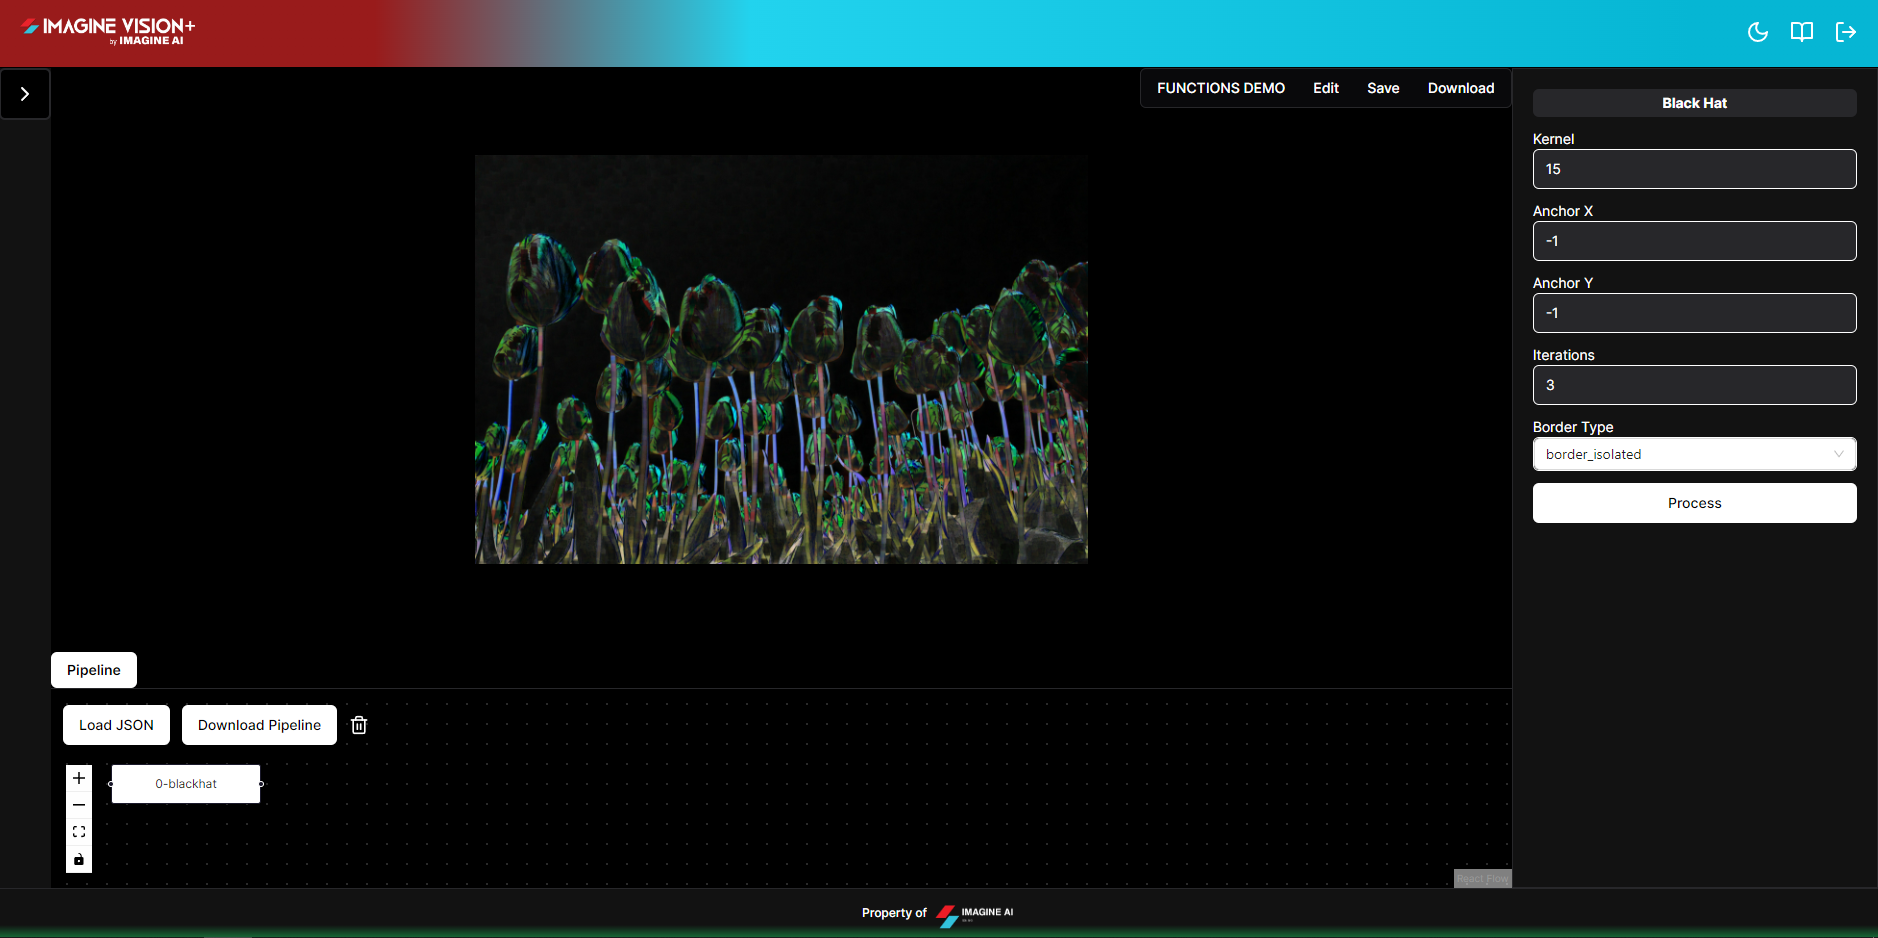 IMAGINE VISION+
by IMAGINE AI
FUNCTIONS DEMO
Edit
Save
Download
Black Hat
Kernel
15
Anchor X
-1
Anchor Y
-1
Iterations
3
Border Type
border_isolated
Process
Pipeline
Load JSON
Download Pipeline
0-blackhat
React Flow
Property of
IMAGINE AI